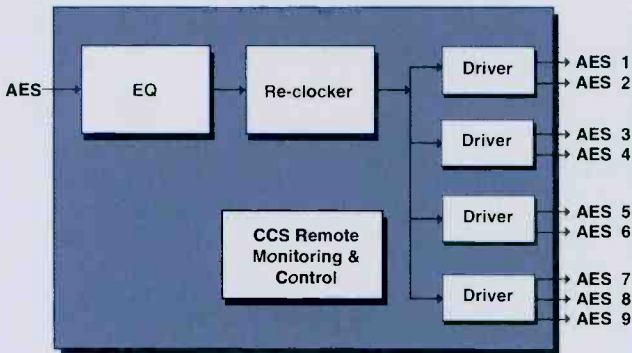 AES
EQ
Re-clocker
Driver
AES 1
AES 2
Driver
AES 3
AES 4
Driver
AES 5
AES 6
Driver
AES 7
AES 8
AES 9
CCS Remote
Monitoring &
Control